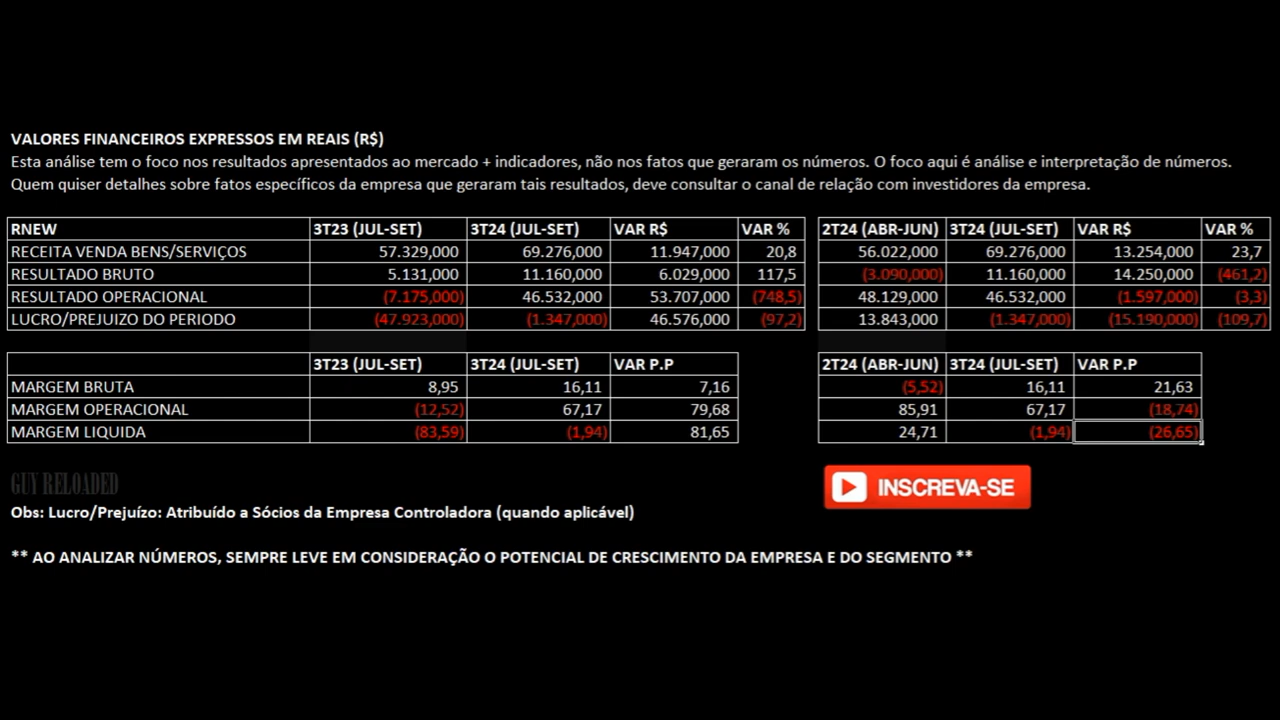 VALORES FINANCEIROS EXPRESSOS EM REAIS (R$)
Esta análise tem o foco nos resultados apresentados ao mercado + indicadores, não nos fatos que geraram os números. O foco aqui é análise e interpretação de números.
Quem quiser detalhes sobre fatos específicos da empresa que geraram tais resultados, deve consultar o canal de relação com investidores da empresa.
RNEW 3T23 (JUL-SET) 3T24 (JUL-SET) VAR R$ VAR % 2T24 (ABR-JUN) 3T24 (JUL-SET) VAR R$ VAR %
RECEITA VENDA BENS/SERVIÇOS 57.329,000 69.276,000 11.947,000 20,8 56.022,000 69.276,000 13.254,000 23,7
RESULTADO BRUTO 5.131,000 11.160,000 6.029,000 117,5 (3.090,000) 11.160,000 14.250,000 (461,2)
RESULTADO OPERACIONAL (7.175,000) 46.532,000 53.707,000 (748,5) 48.129,000 46.532,000 (1.597,000) (3,3)
LUCRO/PREJUIZO DO PERIODO (47.923,000) (1.347,000) 46.576,000 (97,2) 13.843,000 (1.347,000) (15.190,000) (109,7)
3T23 (JUL-SET) 3T24 (JUL-SET) VAR P.P 2T24 (ABR-JUN) 3T24 (JUL-SET) VAR P.P
MARGEM BRUTA 8,95 16,11 7,16 (5,52) 16,11 21,63
MARGEM OPERACIONAL (12,52) 67,17 79,68 85,91 67,17 (18,74)
MARGEM LIQUIDA (83,59) (1,94) 81,65 24,71 (1,94) (26,65)
GUY RELOADED
INSCREVA-SE
Obs: Lucro/Prejuízo: Atribuído a Sócios da Empresa Controladora (quando aplicável)
** AO ANALIZAR NÚMEROS, SEMPRE LEVE EM CONSIDERAÇÃO O POTENCIAL DE CRESCIMENTO DA EMPRESA E DO SEGMENTO **